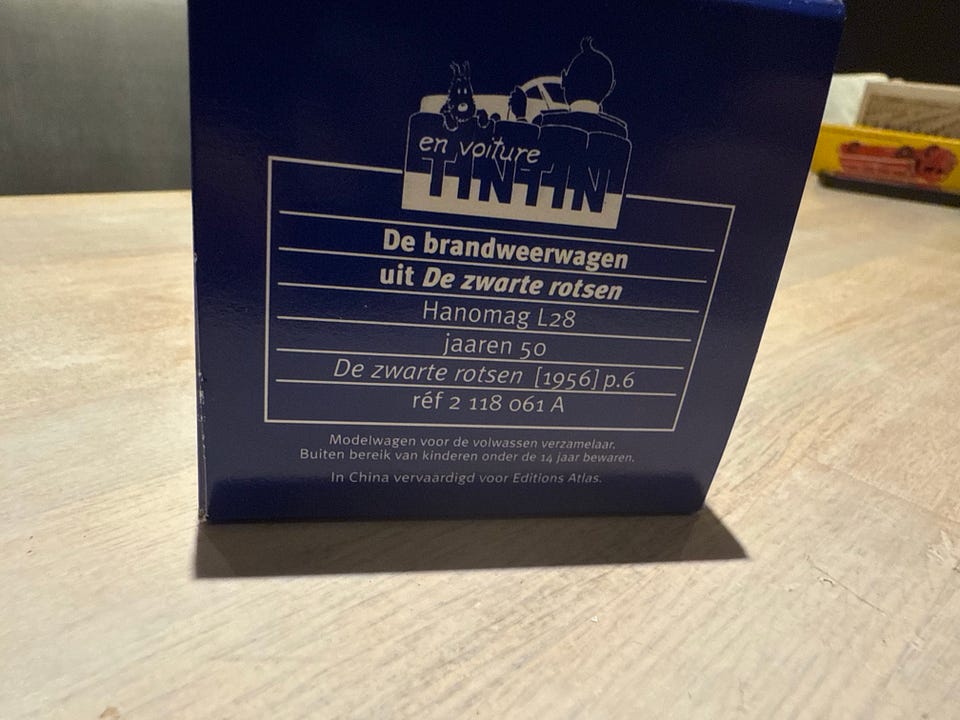 en voiture
TINTIN
De brandweerwagen
uit De zwarte rotsen
Hanomag L28
jaaren 50
De zwarte rotsen [1956] p.6
réf 2 118 061 A
Modelwagen voor de volwassen verzamelaar.
Buiten bereik van kinderen onder de 14 jaar bewaren.
In China vervaardigd voor Editions Atlas.